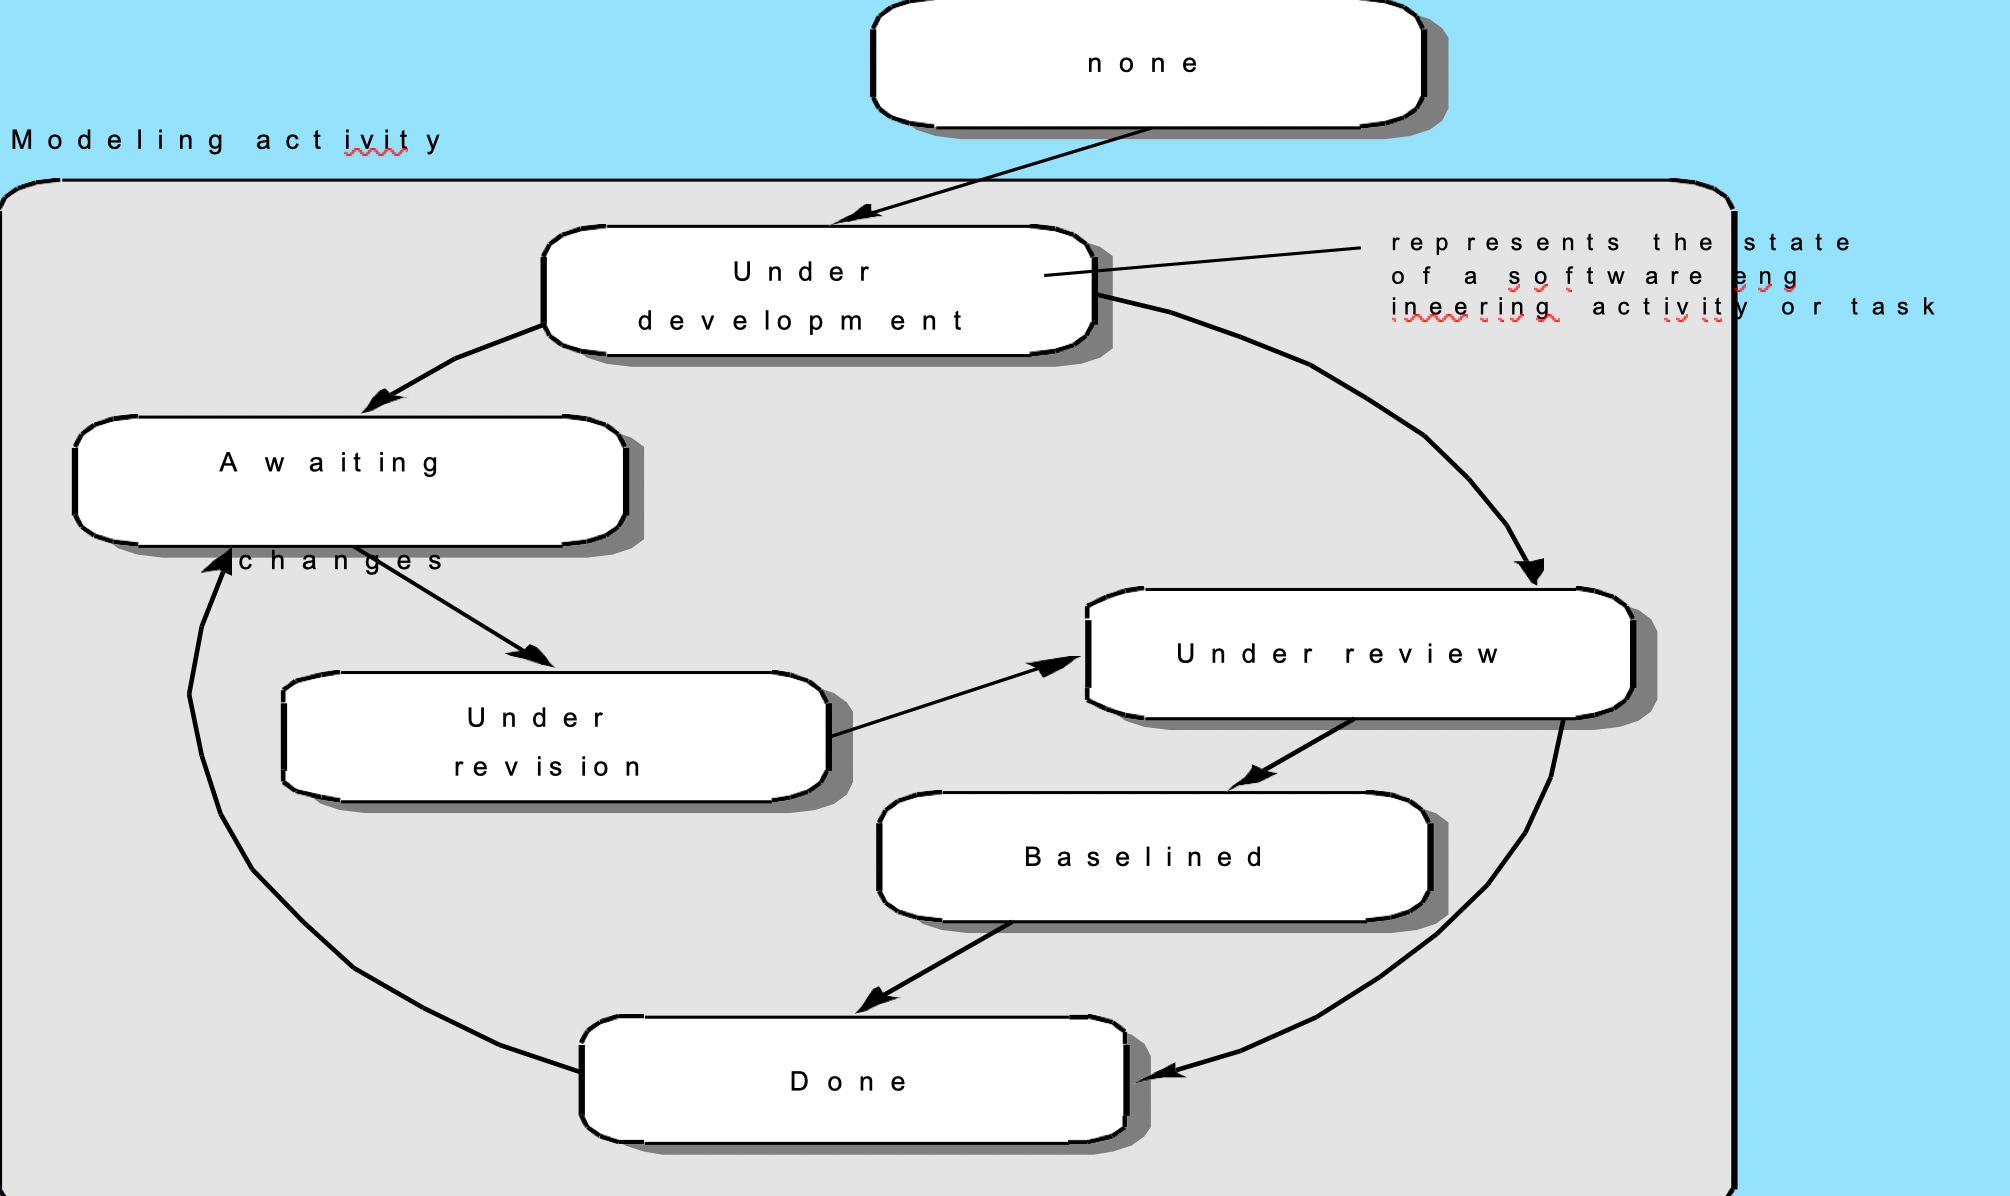 none
Modeling activity
Under
development
represents the state
of a software eng
ineering activity or task
Awaiting
changes
Under review
Under
revision
Baselined
Done